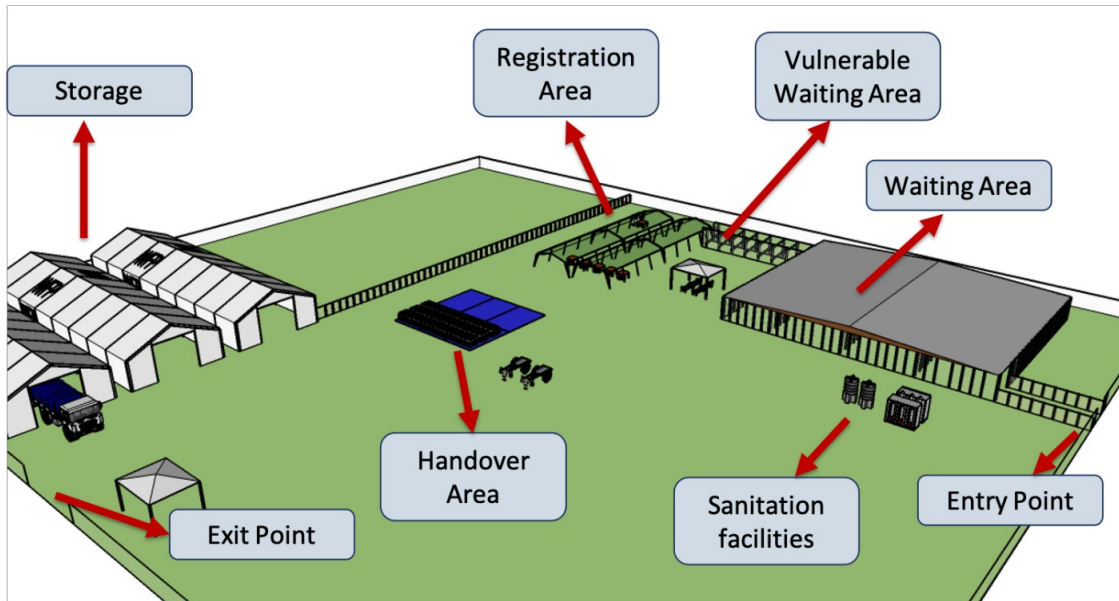 Registration
Area
Vulnerable
Waiting Area
Storage
Waiting Area
Handover
Area
Sanitation
facilities
Entry Point
Exit Point